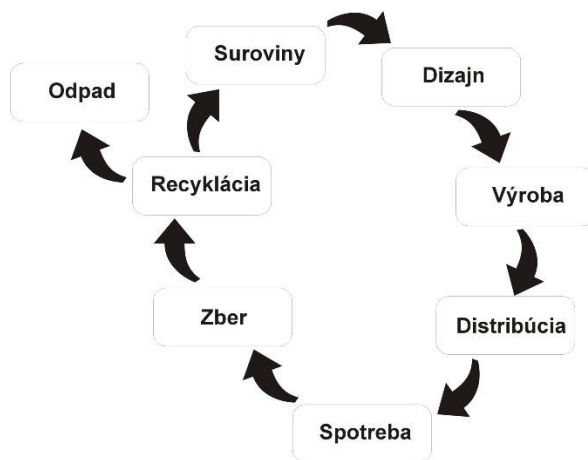 Suroviny
Dizajn
Odpad
Recyklácia
Výroba
Zber
Distribúcia
Spotreba